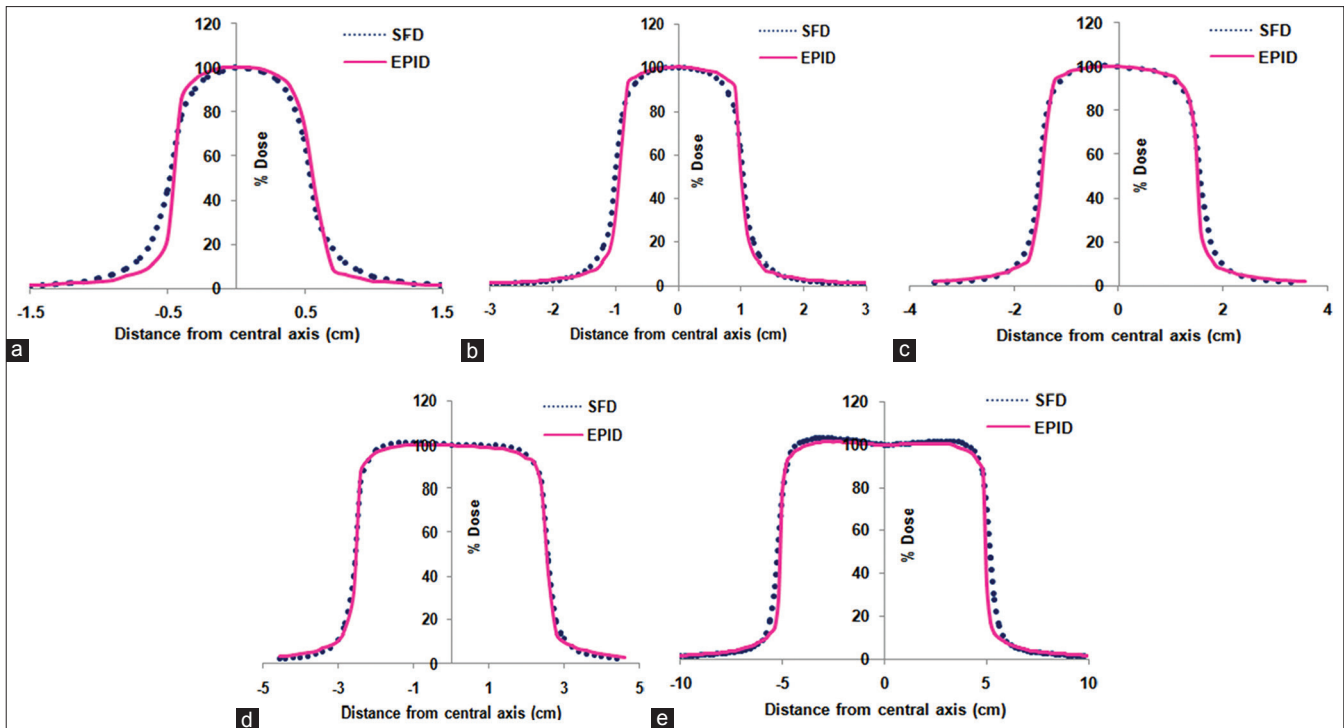 120
100
80
60
40
20
0
% Dose
SFD
EPID
-1.5 -0.5 0.5 1.5
Distance from central axis (cm)
a
120
100
80
60
40
20
0
% Dose
SFD
EPID
-3 -2 -1 0 1 2 3
Distance from central axis (cm)
b
120
100
80
60
40
20
0
% Dose
SFD
EPID
-4 -2 0 2 4
Distance from central axis (cm)
c
120
100
80
60
40
20
0
% Dose
SFD
EPID
-5 -3 -1 1 3 5
Distance from central axis (cm)
d
120
100
80
60
40
20
0
% Dose
SFD
EPID
-10 -5 0 5 10
Distance from central axis (cm)
e